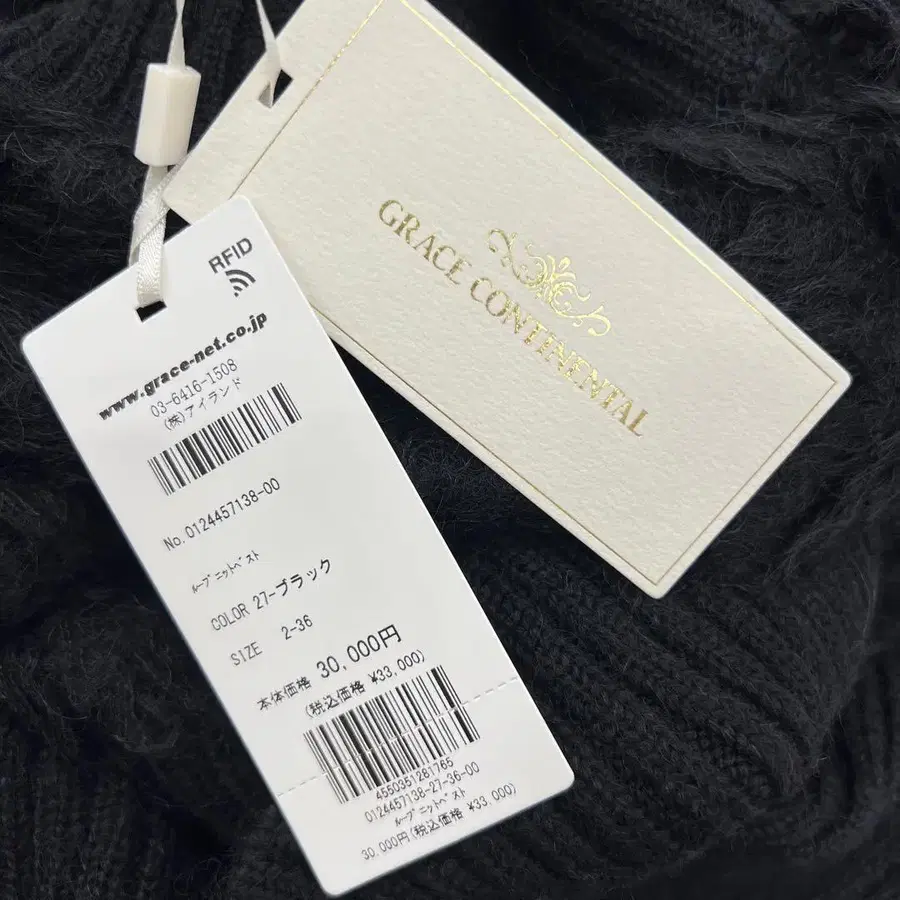 GRACE CONTINENTAL
RFID
www.grace-net.co.jp
03-6416-1508
(株)アイランド
No.0124457138-00
ﾙｰﾌﾟﾆｯﾄﾍﾞｽﾄ
COLOR 27-ブラック
SIZE 2-36
本体価格 30,000円
(税込価格 ¥33,000)
4550351281765
0124457138-27-36-00
ﾙｰﾌﾟﾆｯﾄﾍﾞｽﾄ
30,000円(税込価格 ¥33,000)